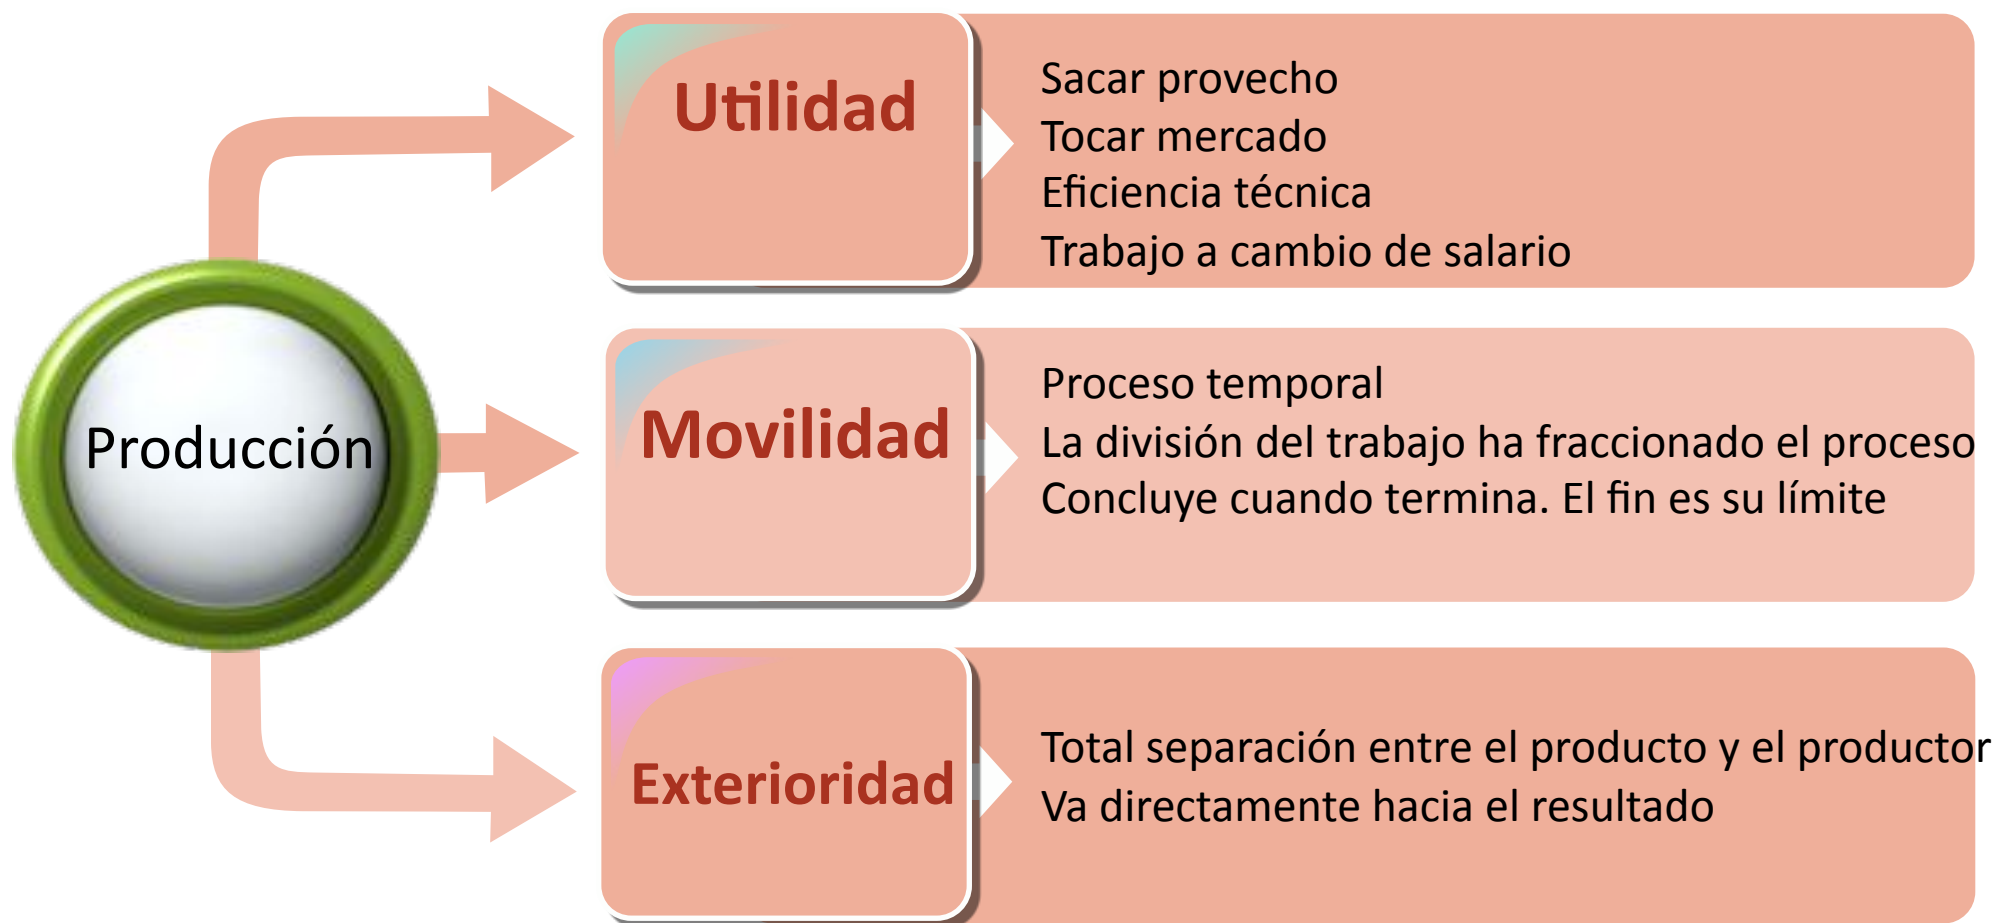 Producción
Utilidad
Sacar provecho
Tocar mercado
Eficiencia técnica
Trabajo a cambio de salario
Movilidad
Proceso temporal
La división del trabajo ha fraccionado el proceso
Concluye cuando termina. El fin es su límite
Exterioridad
Total separación entre el producto y el productor
Va directamente hacia el resultado